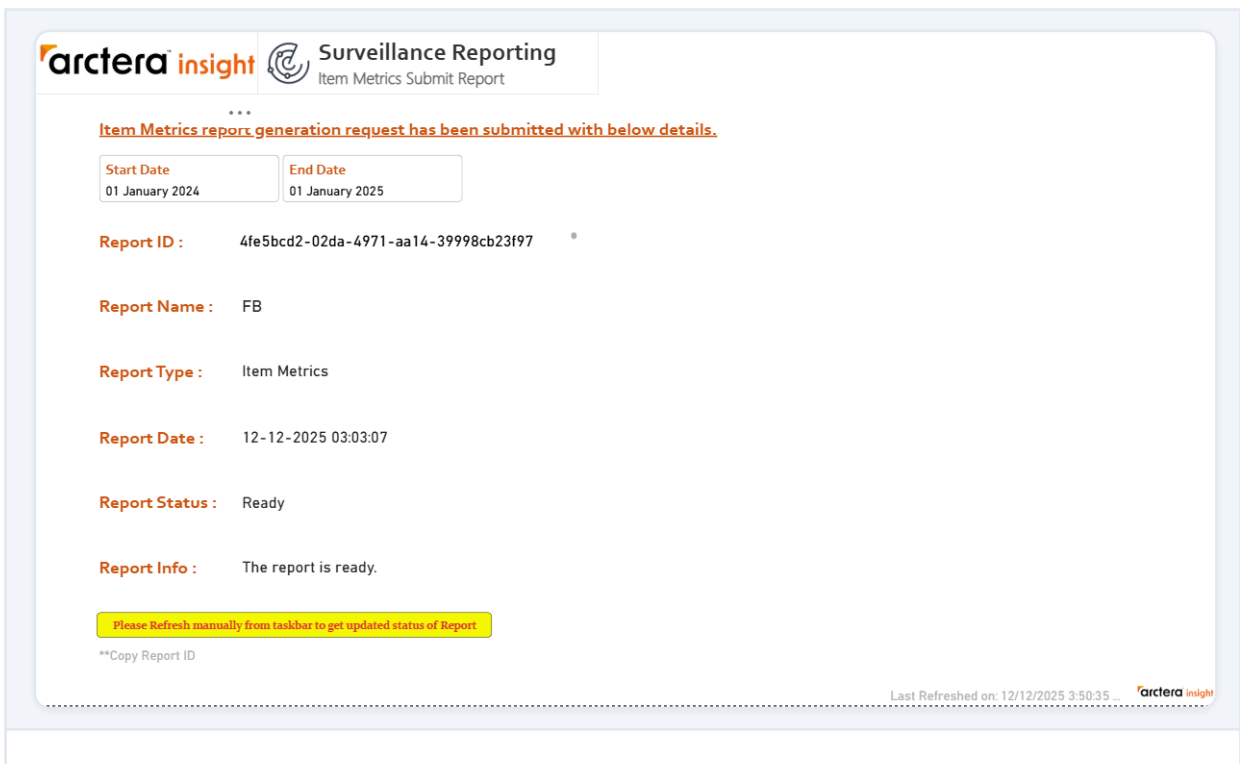 arctera™ insight
Surveillance Reporting
Item Metrics Submit Report
Item Metrics report generation request has been submitted with below details.
Start Date
01 January 2024
End Date
01 January 2025
Report ID : 4fe5bcd2-02da-4971-aa14-39998cb23f97
Report Name : FB
Report Type : Item Metrics
Report Date : 12-12-2025 03:03:07
Report Status : Ready
Report Info : The report is ready.
Please Refresh manually from taskbar to get updated status of Report
**Copy Report ID
Last Refreshed on: 12/12/2025 3:50:35 ...
arctera insight